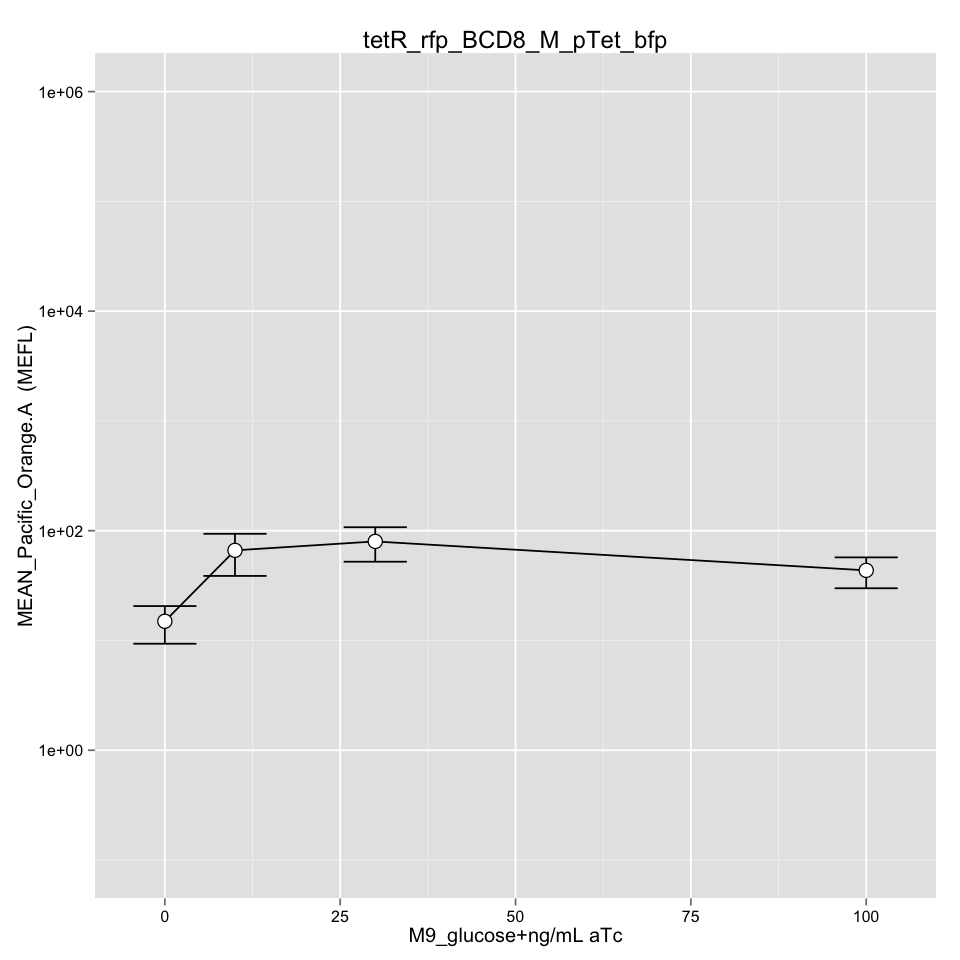 tetR_rfp_BCD8_M_pTet_bfp
MEAN_Pacific_Orange.A (MEFL)
1e+06
1e+04
1e+02
1e+00
0 25 50 75 100
M9_glucose+ng/mL aTc